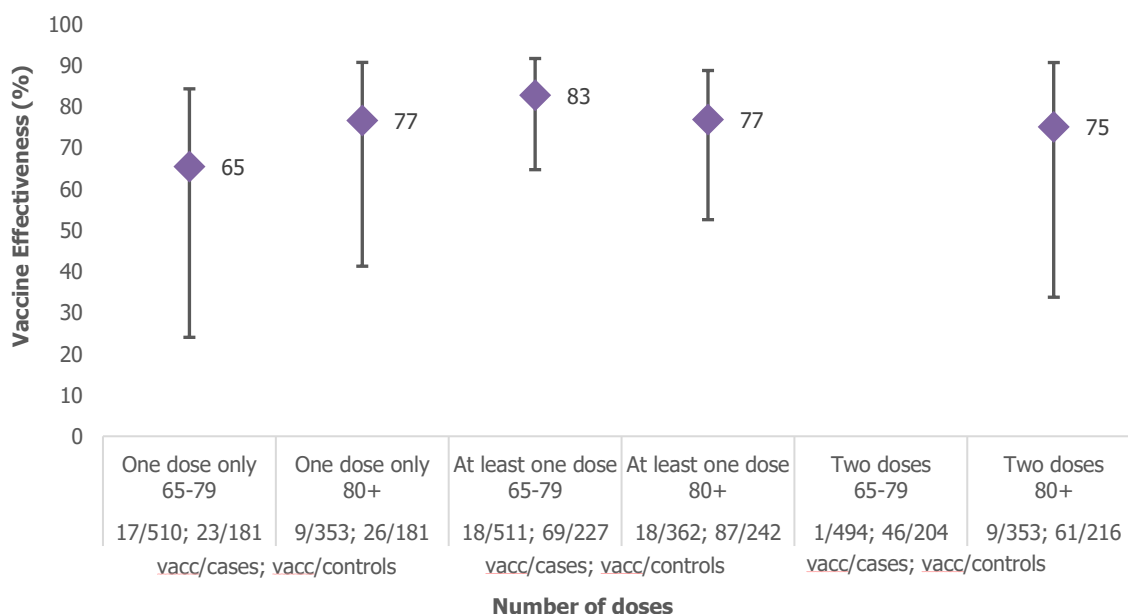 100
90
80
70
60
50
40
30
20
10
0
Vaccine Effectiveness (%)
65
77
83
77
75
One dose only
65-79
One dose only
80+
At least one dose
65-79
At least one dose
80+
Two doses
65-79
Two doses
80+
17/510; 23/181
9/353; 26/181
18/511; 69/227
18/362; 87/242
1/494; 46/204
9/353; 61/216
vacc/cases; vacc/controls
vacc/cases; vacc/controls
vacc/cases; vacc/controls
Number of doses